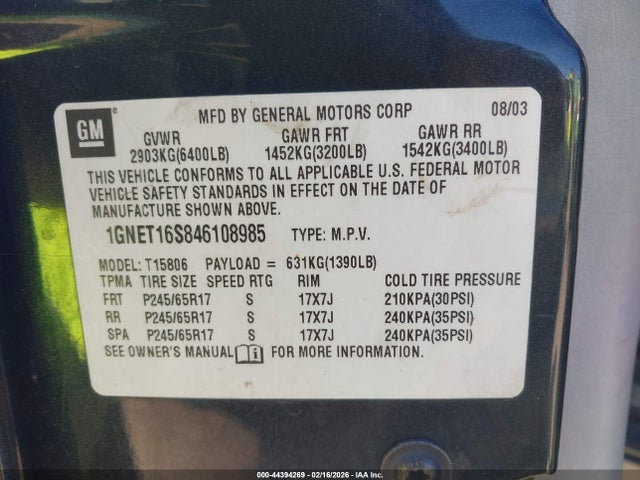 GM ®
MFD BY GENERAL MOTORS CORP 08/03
GVWR GAWR FRT GAWR RR
2903KG(6400LB) 1452KG(3200LB) 1542KG(3400LB)
THIS VEHICLE CONFORMS TO ALL APPLICABLE U.S. FEDERAL MOTOR
VEHICLE SAFETY STANDARDS IN EFFECT ON THE DATE OF
MANUFACTURE SHOWN ABOVE.
1GNET16S846108985 TYPE: M.P.V.
MODEL: T15806 PAYLOAD = 631KG(1390LB)
TPMA TIRE SIZE SPEED RTG RIM COLD TIRE PRESSURE
FRT P245/65R17 S 17X7J 210KPA(30PSI)
RR P245/65R17 S 17X7J 240KPA(35PSI)
SPA P245/65R17 S 17X7J 240KPA(35PSI)
SEE OWNER'S MANUAL FOR MORE INFORMATION.
000-44394269 - 02/16/2026 - IAA Inc.